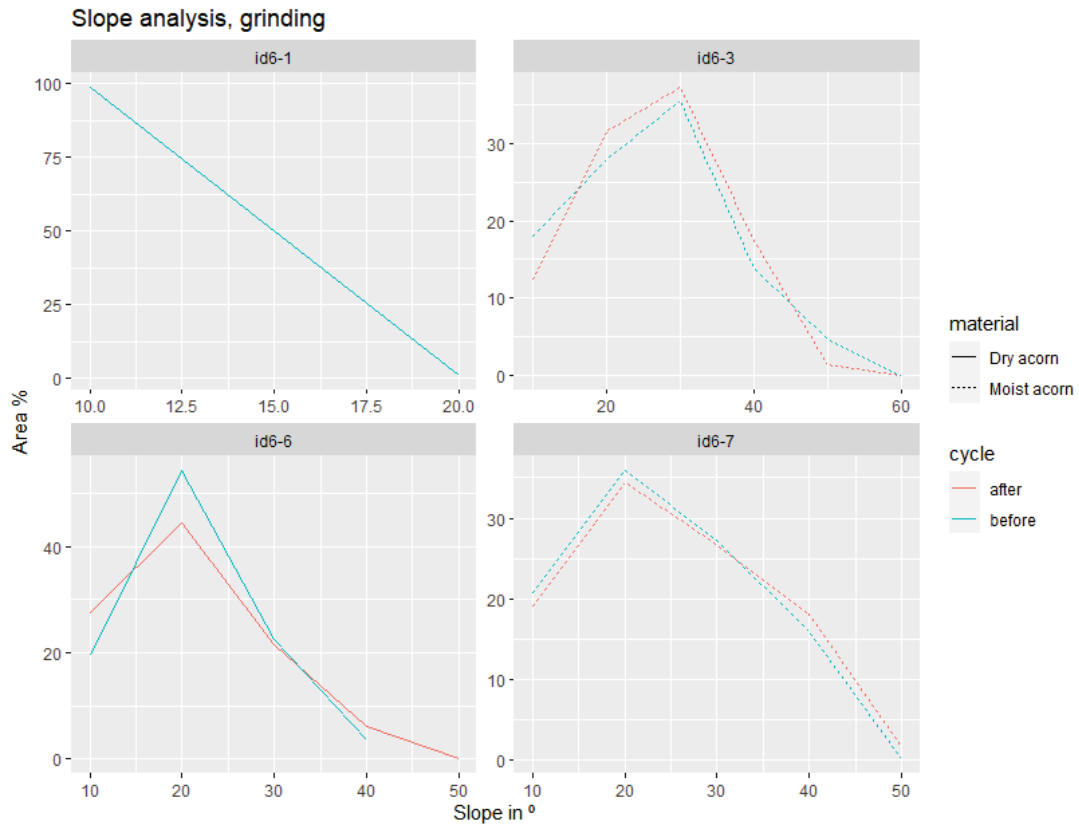 Slope analysis, grinding
id6-1
id6-3
100
75
50
25
0
10.0 12.5 15.0 17.5 20.0
30
20
10
0
20 40 60
id6-6
id6-7
40
20
0
10 20 30 40 50
30
20
10
0
10 20 30 40 50
Area %
Slope in º
material
Dry acorn
Moist acorn
cycle
after
before